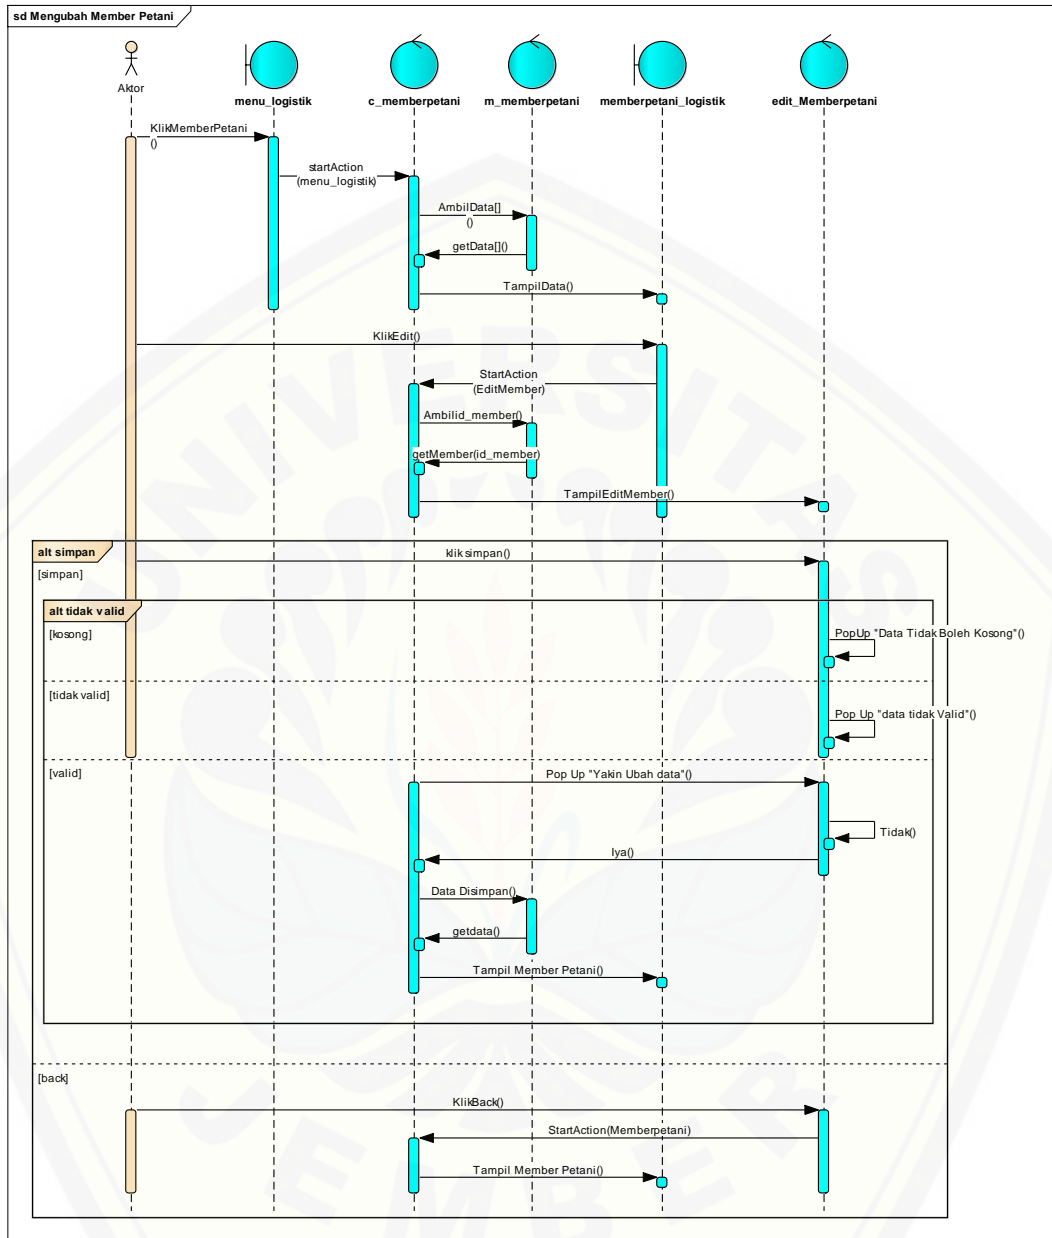 sd Mengubah Member Petani
Aktor
menu_logistik
c_memberpetani
m_memberpetani
memberpetani_logistik
edit_Memberpetani
KlikMemberPetani
()
startAction
(menu_logistik)
AmbilData[]
()
getData[]()
TampilData()
KlikEdit()
StartAction
(EditMember)
Ambilid_member()
getMember(id_member)
TampilEditMember()
alt simpan
klik simpan()
[simpan]
alt tidak valid
[kosong]
PopUp "Data Tidak Boleh Kosong"()
[tidak valid]
Pop Up "data tidak Valid"()
[valid]
Pop Up "Yakin Ubah data"()
Tidak()
Iya()
Data Disimpan()
getdata()
Tampil Member Petani()
[back]
KlikBack()
StartAction(Memberpetani)
Tampil Member Petani()
UNIVERSITAS
JEMBER